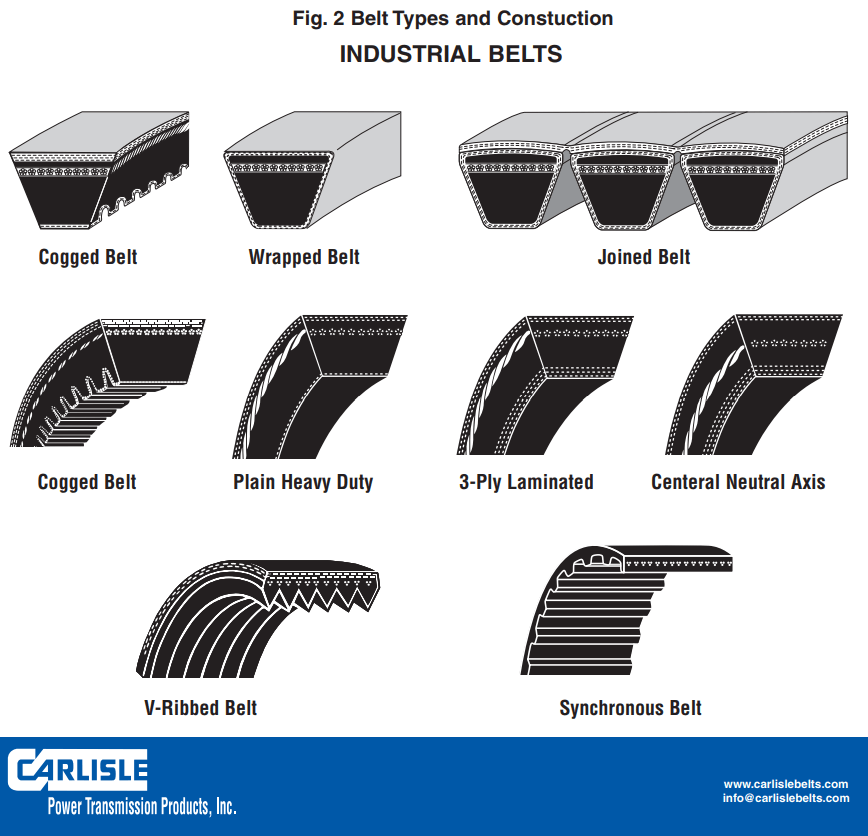 Fig. 2 Belt Types and Constuction
INDUSTRIAL BELTS
Cogged Belt
Wrapped Belt
Joined Belt
Cogged Belt
Plain Heavy Duty
3-Ply Laminated
Centeral Neutral Axis
V-Ribbed Belt
Synchronous Belt
CARLISLE
Power Transmission Products, Inc.
www.carlislebelts.com
info@carlislebelts.com